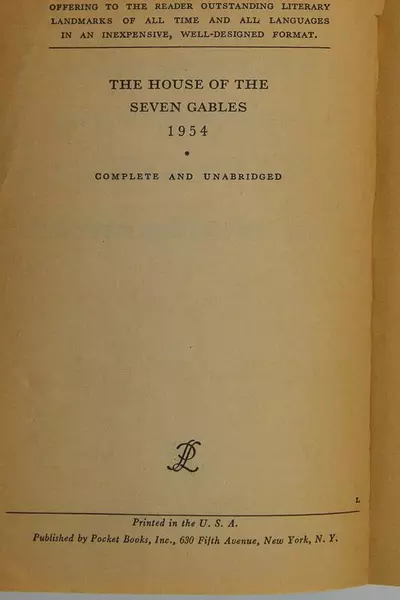 OFFERING TO THE READER OUTSTANDING LITERARY
LANDMARKS OF ALL TIME AND ALL LANGUAGES
IN AN INEXPENSIVE, WELL-DESIGNED FORMAT.
THE HOUSE OF THE
SEVEN GABLES
1954
•
COMPLETE AND UNABRIDGED
PL
L
Printed in the U. S. A.
Published by Pocket Books, Inc., 630 Fifth Avenue, New York, N. Y.